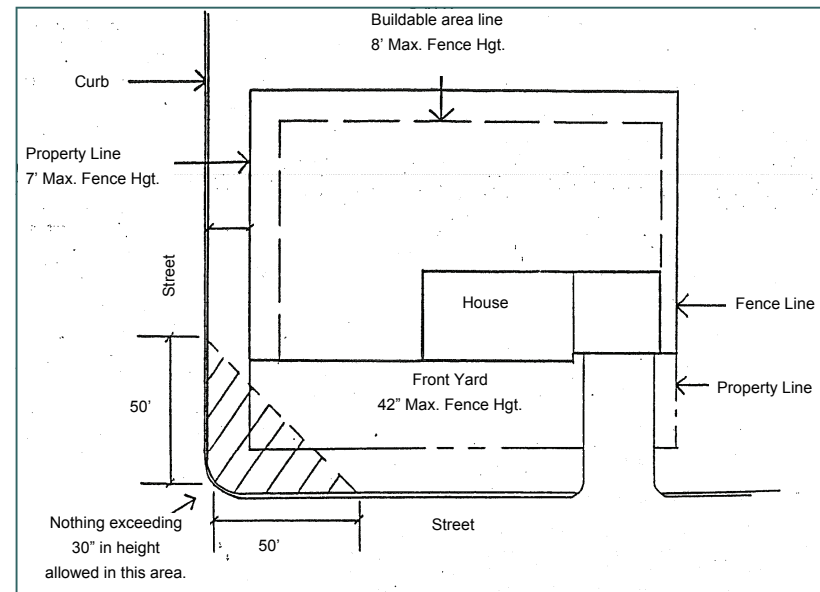 Buildable area line
8' Max. Fence Hgt.
Curb
Property Line
7' Max. Fence Hgt.
Street
House
Fence Line
Front Yard
42" Max. Fence Hgt.
Property Line
50'
Nothing exceeding
30" in height
allowed in this area.
50'
Street